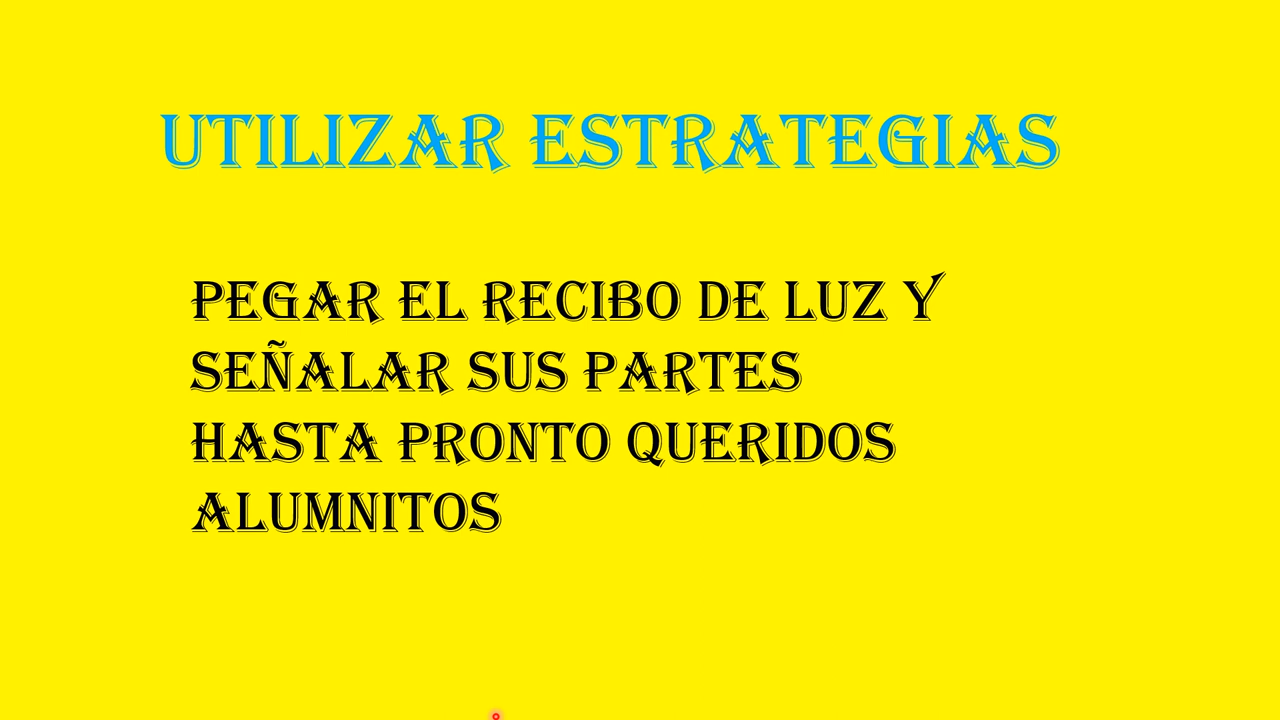 UTILIZAR ESTRATEGIAS
PEGAR EL RECIBO DE LUZ Y
SEÑALAR SUS PARTES
HASTA PRONTO QUERIDOS
ALUMNITOS